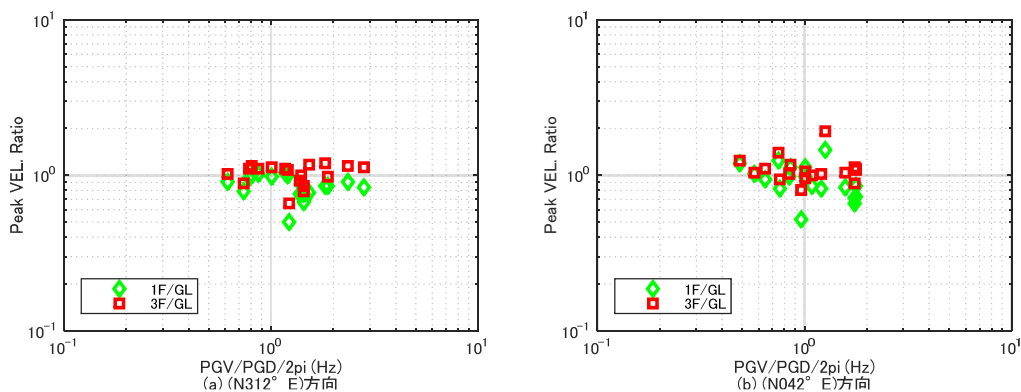 10^1
10^0
10^-1
Peak VEL. Ratio
1F/GL
3F/GL
10^-1 10^0 10^1
PGV/PGD/2pi(Hz)
(a) (N312° E)方向
10^1
10^0
10^-1
Peak VEL. Ratio
1F/GL
3F/GL
10^-1 10^0 10^1
PGV/PGD/2pi(Hz)
(b) (N042° E)方向